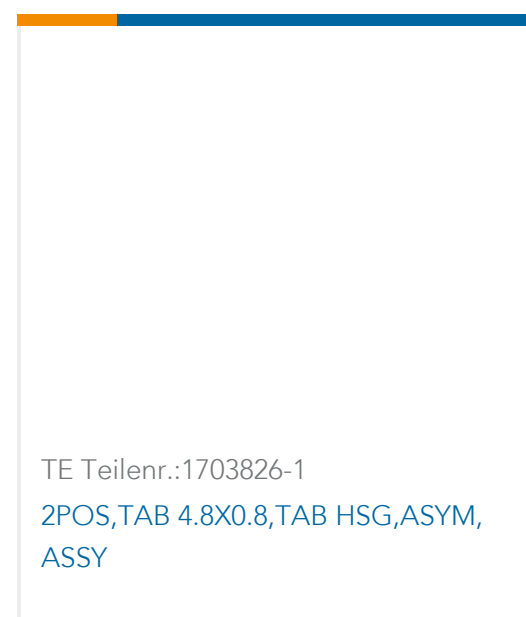 TE Teilenr.:1703826-1
2POS,TAB 4.8X0.8,TAB HSG,ASYM,
ASSY